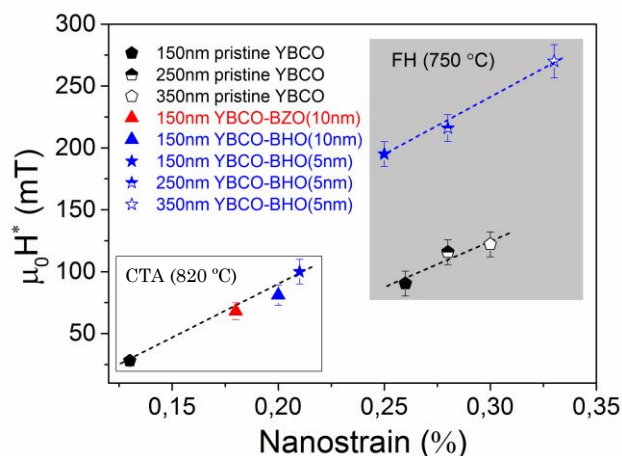 300
250
200
150
100
50
0
μ₀H* (mT)
150nm pristine YBCO
250nm pristine YBCO
350nm pristine YBCO
150nm YBCO-BZO(10nm)
150nm YBCO-BHO(10nm)
150nm YBCO-BHO(5nm)
250nm YBCO-BHO(5nm)
350nm YBCO-BHO(5nm)
FH (750 °C)
CTA (820 ºC)
0,15 0,20 0,25 0,30 0,35
Nanostrain (%)